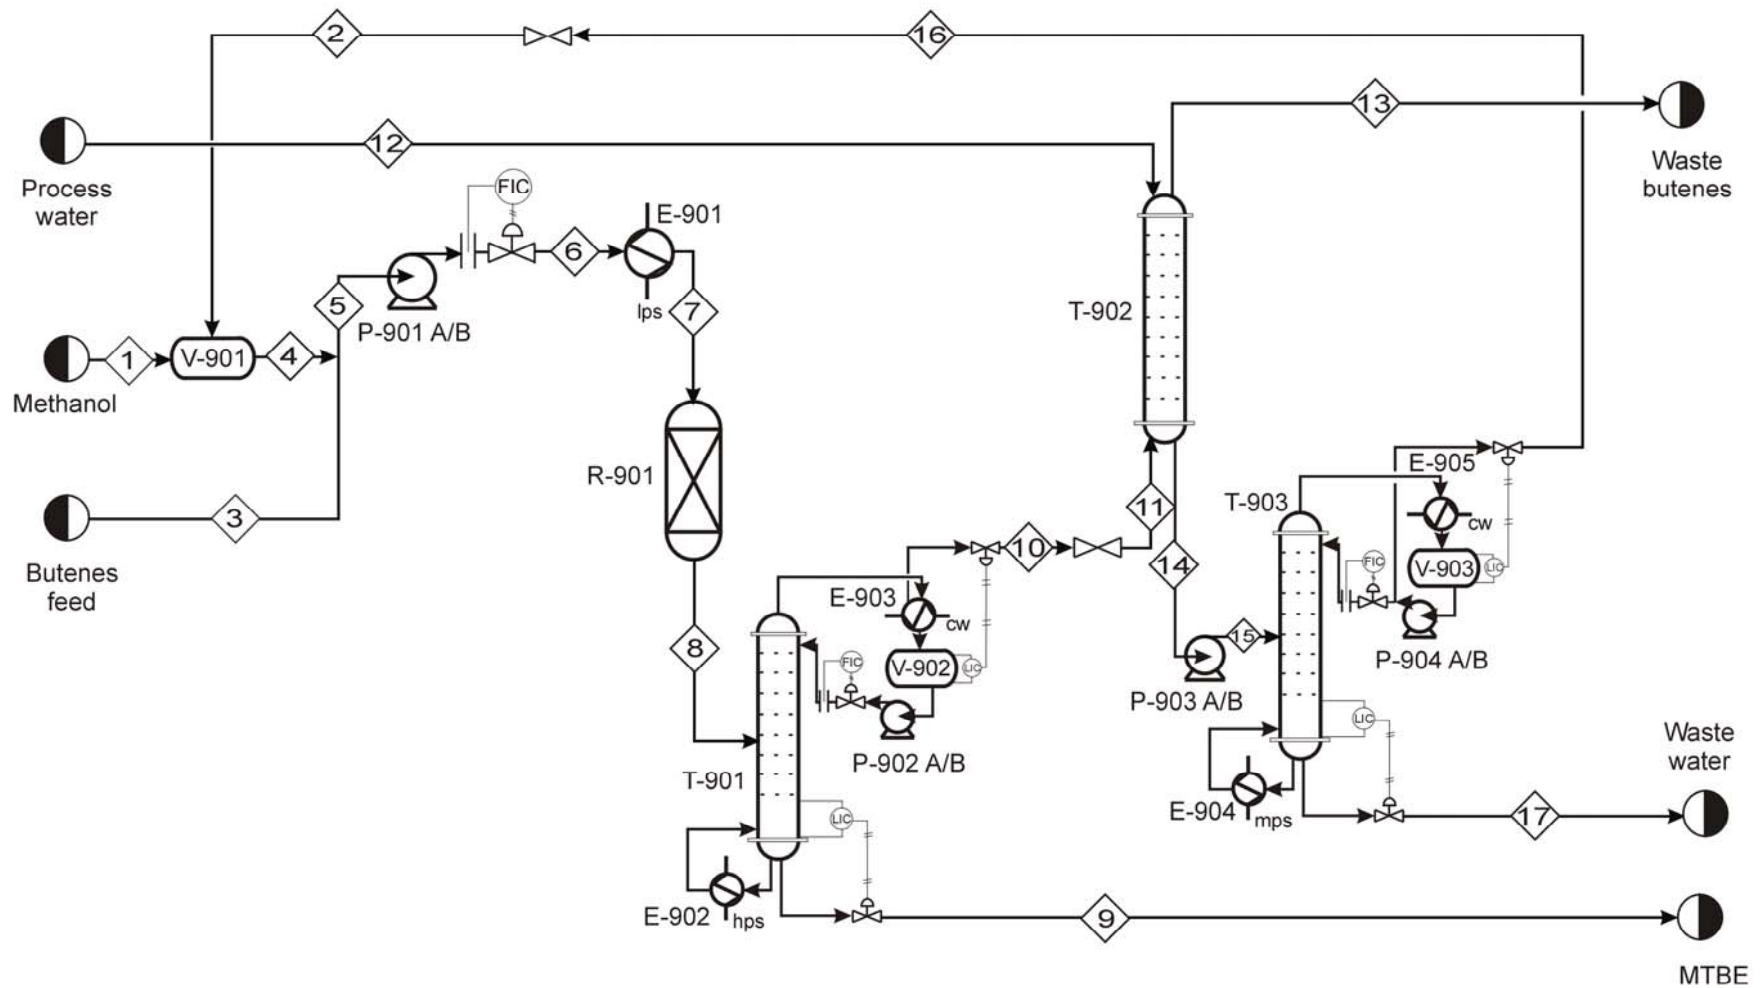 2
16
13
12
Process
water
Waste
butenes
FIC
E-901
6
5
lps
7
P-901 A/B
T-902
1
V-901
4
Methanol
R-901
E-905
3
T-903
11
cw
Butenes
feed
10
14
FIC
V-903
LIC
E-903
cw
8
15
P-904 A/B
FIC
V-902
LIC
P-903 A/B
LIC
Waste
water
P-902 A/B
T-901
E-904
mps
17
LIC
E-902
hps
9
MTBE